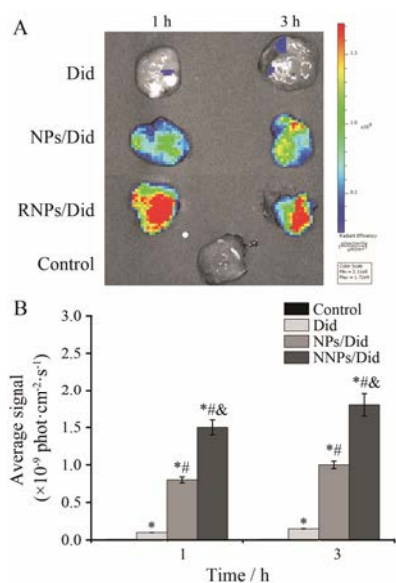 A
1 h
3 h
Did
NPs/Did
RNPs/Did
Control
Radiant Efficiency
Color Scale
B
Control
Did
NPs/Did
NNPs/Did
Average signal
(×10⁻⁹ phot·cm⁻²·s⁻¹)
3.0
2.5
2.0
1.5
1.0
0.5
0.0
*
*#
*#&
*
*#
*#&
1
3
Time / h